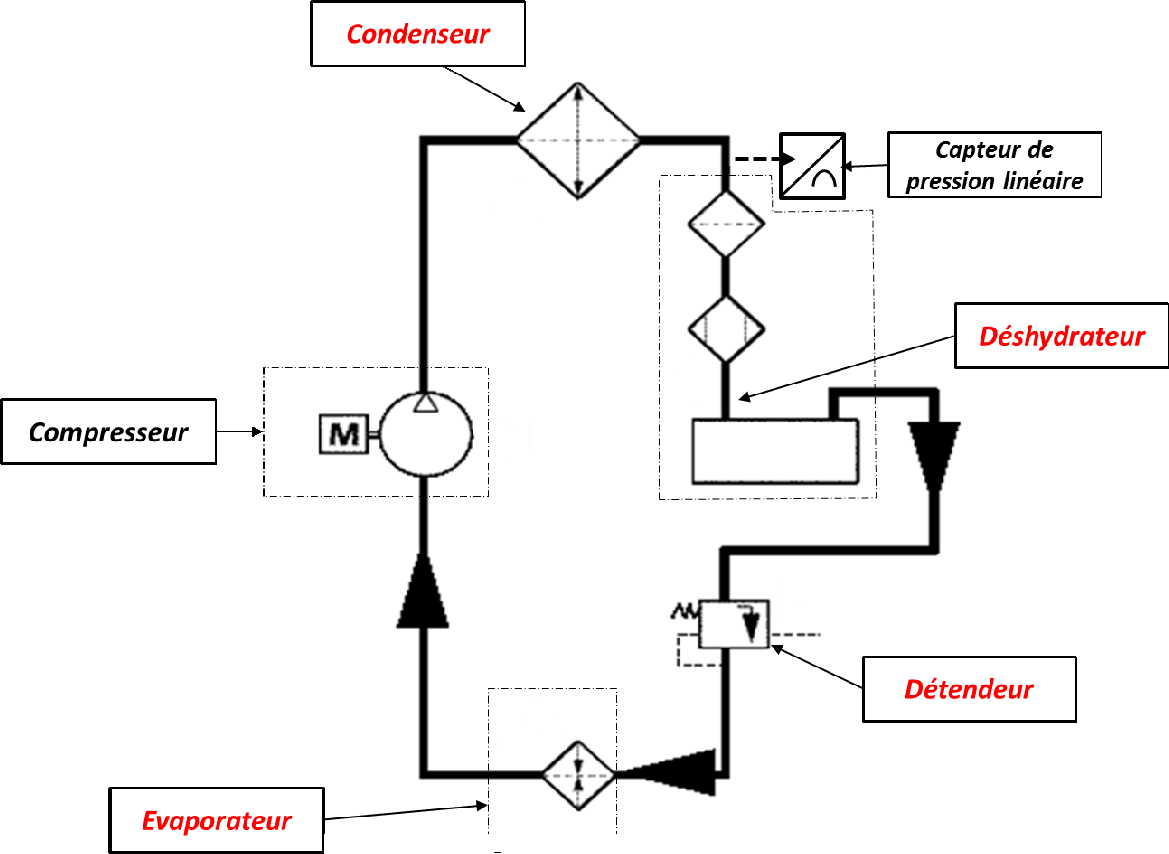 Condenseur
Capteur de
pression linéaire
Déshydrateur
Compresseur
M
Détendeur
Evaporateur